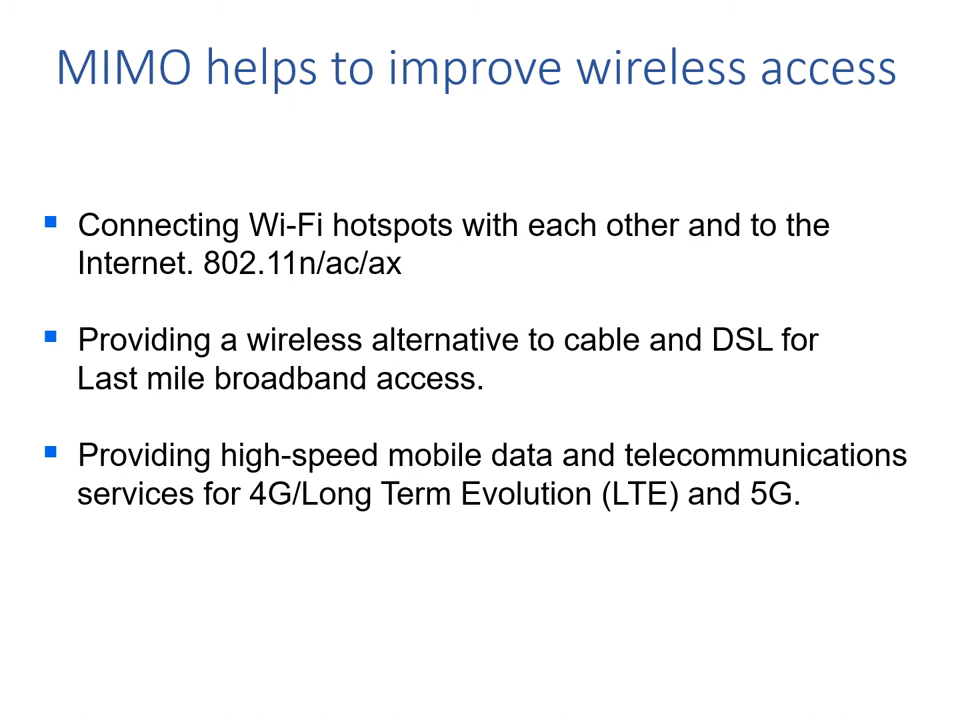 MIMO helps to improve wireless access
Connecting Wi-Fi hotspots with each other and to the
Internet. 802.11n/ac/ax
Providing a wireless alternative to cable and DSL for
Last mile broadband access.
Providing high-speed mobile data and telecommunications
services for 4G/Long Term Evolution (LTE) and 5G.